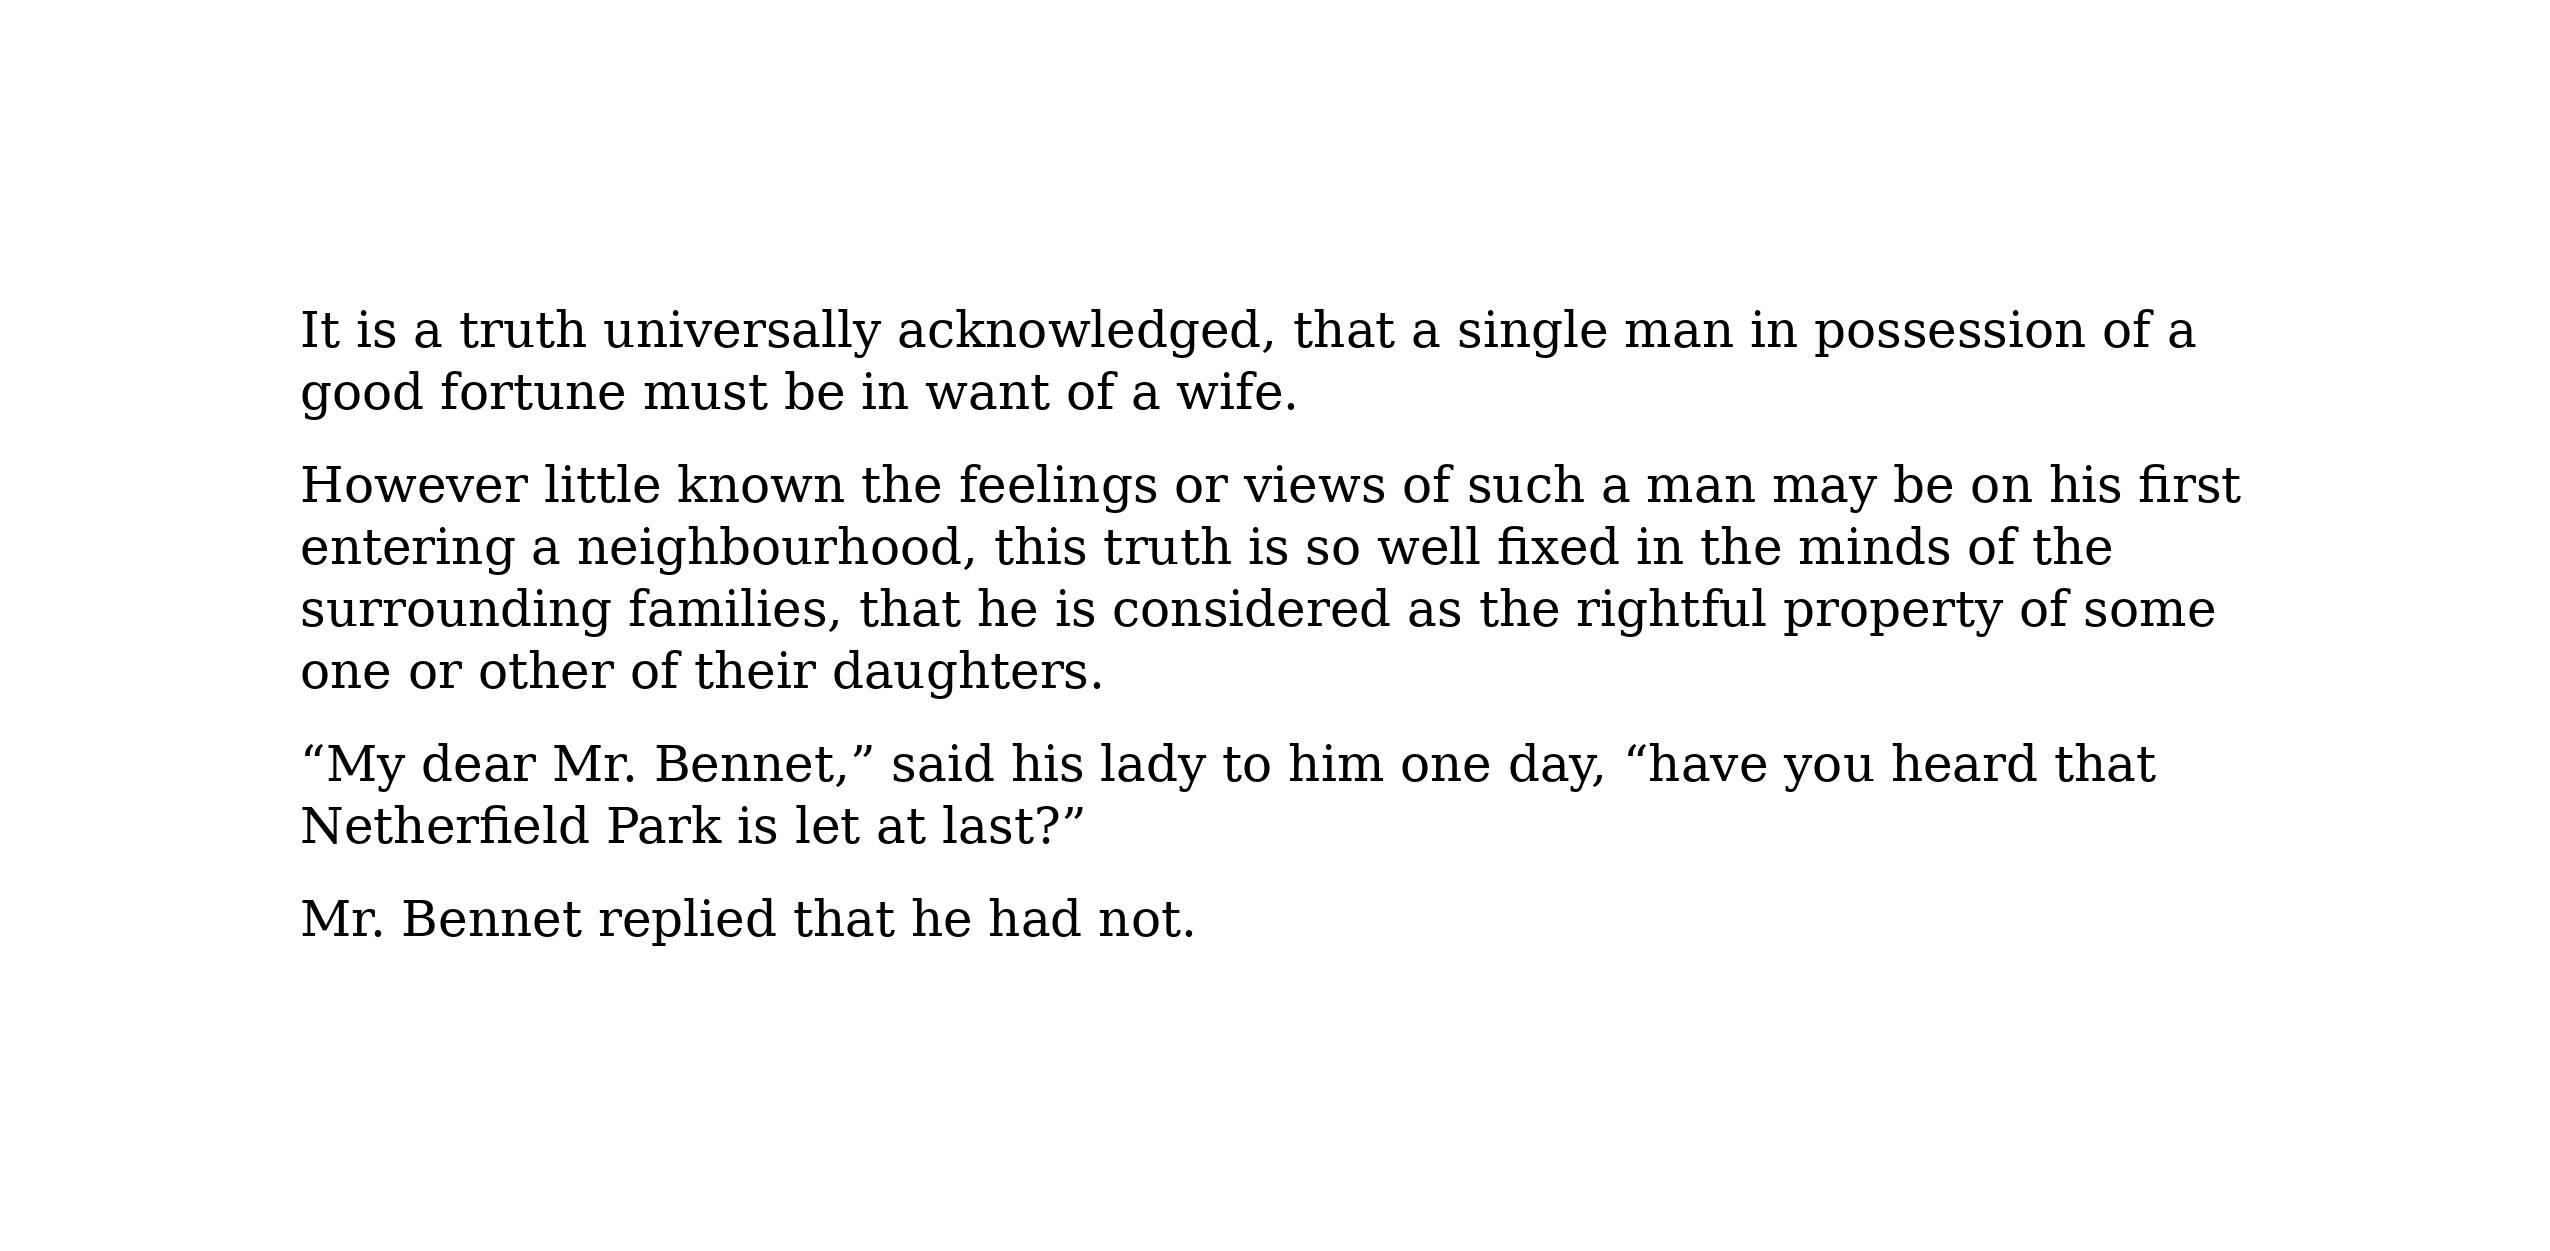 It is a truth universally acknowledged, that a single man in possession of a
good fortune must be in want of a wife.
However little known the feelings or views of such a man may be on his first
entering a neighbourhood, this truth is so well fixed in the minds of the
surrounding families, that he is considered as the rightful property of some
one or other of their daughters.
“My dear Mr. Bennet,” said his lady to him one day, “have you heard that
Netherfield Park is let at last?”
Mr. Bennet replied that he had not.